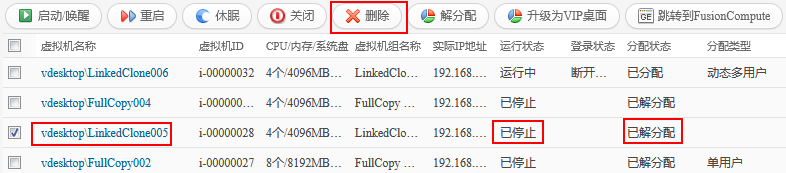 启动/唤醒 重启 休眠 关闭 删除 解分配 升级为VIP桌面 GE 跳转到FusionCompute
虚拟机名称 虚拟机ID CPU/内存/系统盘 虚拟机组名称 实际IP地址 运行状态 登录状态 分配状态 分配类型
vdesktop\LinkedClone006 i-00000032 4个/4096MB... LinkedClo... 192.168.... 运行中 断开... 已分配 动态多用户
vdesktop\FullCopy004 i-000000... 4个/4096MB... FullCopy ... 192.168.... 已停止 已解分配
vdesktop\LinkedClone005 i-00000028 4个/4096MB... LinkedClo... 192.168.... 已停止 已解分配
vdesktop\FullCopy002 i-00000027 8个/8192MB... FullCopy ... 192.168.... 已停止 已解分配 单用户